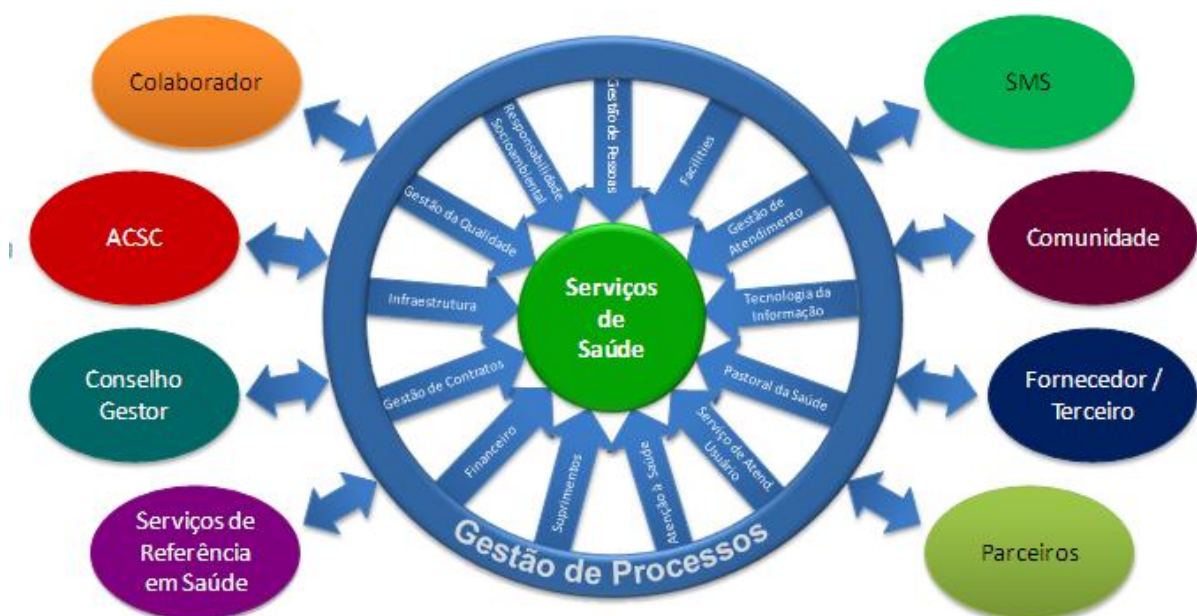 Colaborador
ACSC
Conselho
Gestor
Serviços de
Referência
em Saúde
Gestão de Pessoas
Facilities
Gestão de
Atendimento
Tecnologia da
Informação
Pastoral da Saúde
Serviço de Atend.
Usuário
Atenção à Saúde
Suprimentos
Financeiro
Gestão de Contratos
Infraestrutura
Gestão da Qualidade
Responsabilidade
Socioambiental
Serviços
de
Saúde
Gestão de Processos
SMS
Comunidade
Fornecedor /
Terceiro
Parceiros